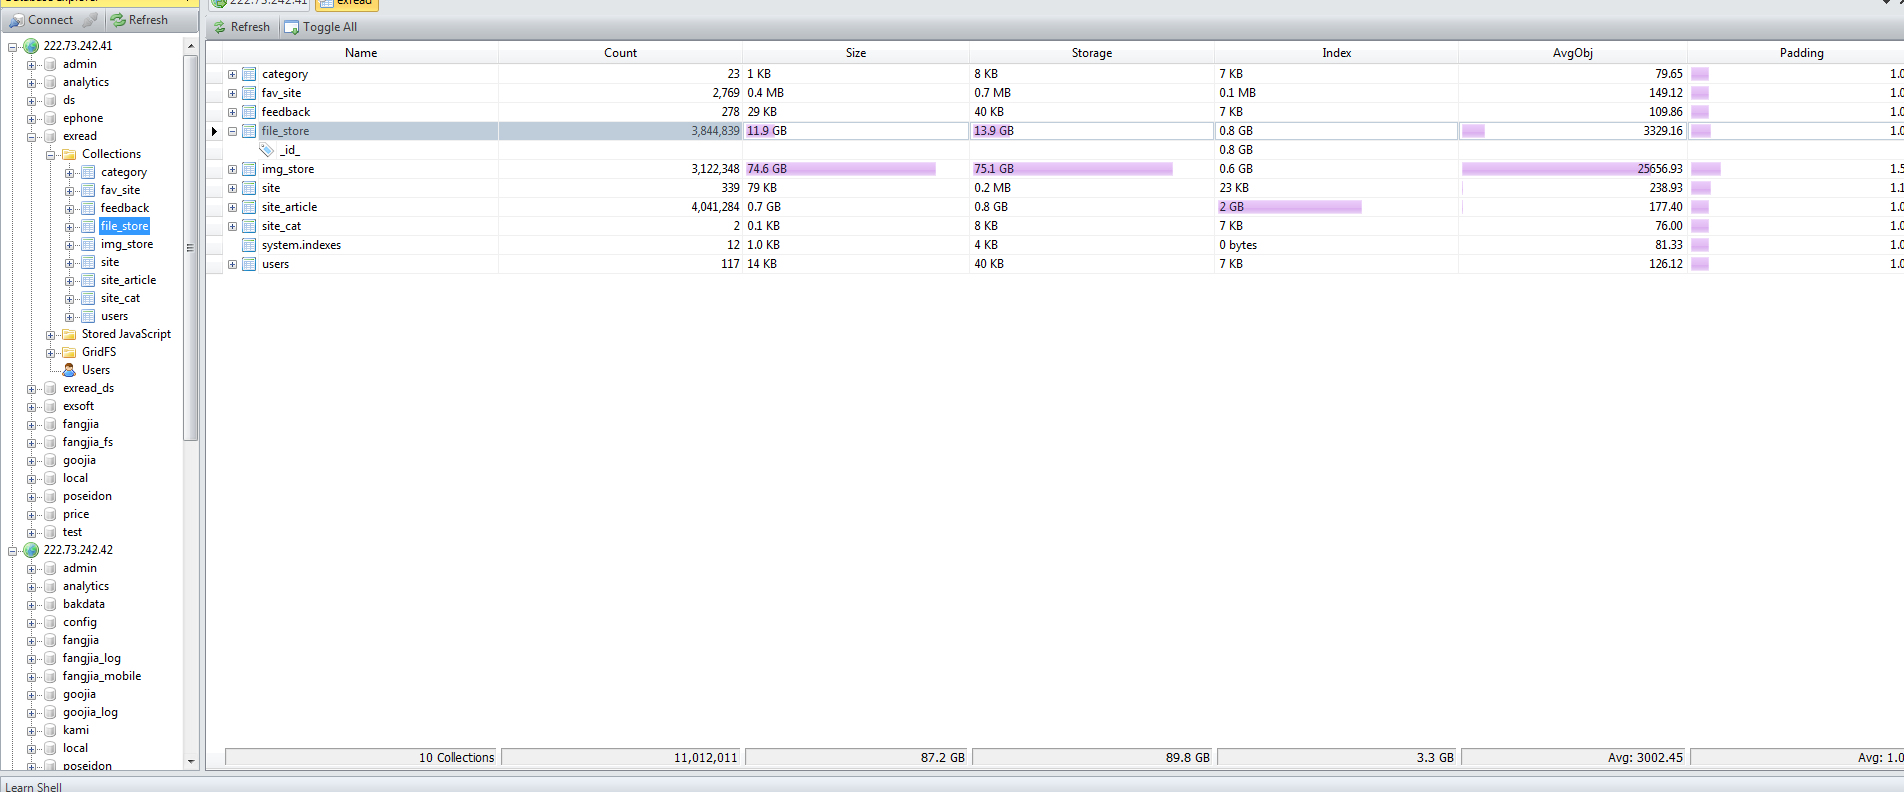 Connect Refresh
222.73.242.41
admin
analytics
ds
ephone
exread
Collections
category
fav_site
feedback
file_store
img_store
site
site_article
site_cat
users
Stored JavaScript
GridFS
Users
exread_ds
exsoft
fangjia
fangjia_fs
goojia
local
poseidon
price
test
222.73.242.42
admin
analytics
bakdata
config
fangjia
fangjia_log
fangjia_mobile
goojia
goojia_log
kami
local
poseidon
222.73.242.41 exread
Refresh Toggle All
Name Count Size Storage Index AvgObj Padding
category 23 1 KB 8 KB 7 KB 79.65 1.0
fav_site 2,769 0.4 MB 0.7 MB 0.1 MB 149.12 1.0
feedback 278 29 KB 40 KB 7 KB 109.86 1.0
file_store 3,844,839 11.9 GB 13.9 GB 0.8 GB 3329.16 1.0
_id_ 0.8 GB
img_store 3,122,348 74.6 GB 75.1 GB 0.6 GB 25656.93 1.5
site 339 79 KB 0.2 MB 23 KB 238.93 1.1
site_article 4,041,284 0.7 GB 0.8 GB 2 GB 177.40 1.0
site_cat 2 0.1 KB 8 KB 7 KB 76.00 1.0
system.indexes 12 1.0 KB 4 KB 0 bytes 81.33 1.0
users 117 14 KB 40 KB 7 KB 126.12 1.0
10 Collections 11,012,011 87.2 GB 89.8 GB 3.3 GB Avg: 3002.45 Avg: 1.0
Learn Shell